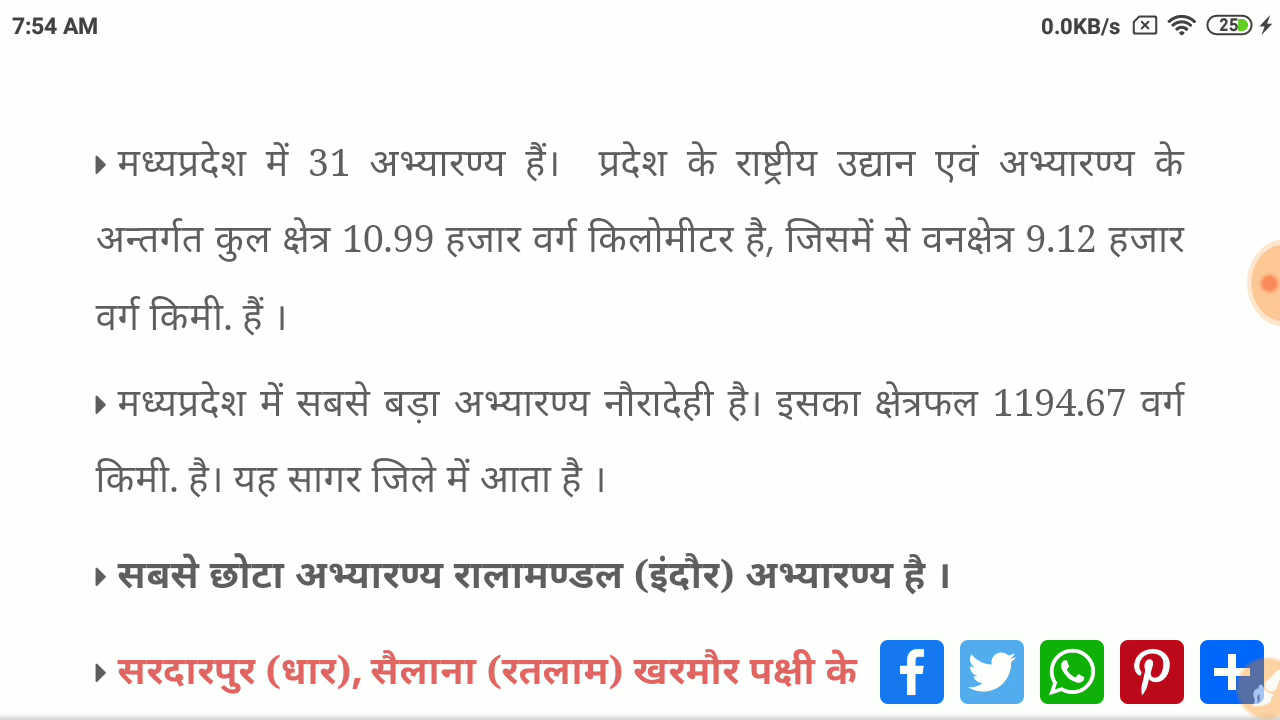 7:54 AM 0.0KB/s 25
मध्यप्रदेश में 31 अभ्यारण्य हैं। प्रदेश के राष्ट्रीय उद्यान एवं अभ्यारण्य के
अन्तर्गत कुल क्षेत्र 10.99 हजार वर्ग किलोमीटर है, जिसमें से वनक्षेत्र 9.12 हजार
वर्ग किमी. हैं ।
मध्यप्रदेश में सबसे बड़ा अभ्यारण्य नौरादेही है। इसका क्षेत्रफल 1194.67 वर्ग
किमी. है। यह सागर जिले में आता है ।
सबसे छोटा अभ्यारण्य रालामण्डल (इंदौर) अभ्यारण्य है ।
सरदारपुर (धार), सैलाना (रतलाम) खरमौर पक्षी के